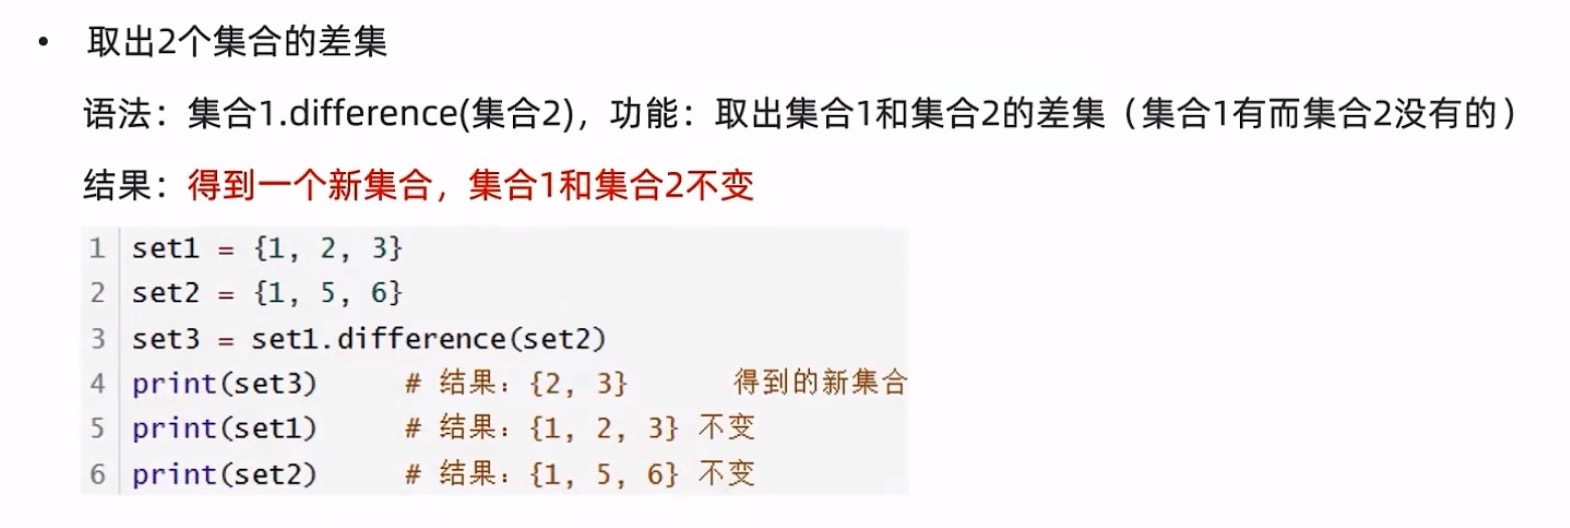 • 取出2个集合的差集
语法：集合1.difference(集合2)，功能：取出集合1和集合2的差集（集合1有而集合2没有的）
结果：得到一个新集合，集合1和集合2不变
1 set1 = {1, 2, 3}
2 set2 = {1, 5, 6}
3 set3 = set1.difference(set2)
4 print(set3) # 结果：{2, 3} 得到的新集合
5 print(set1) # 结果：{1, 2, 3} 不变
6 print(set2) # 结果：{1, 5, 6} 不变